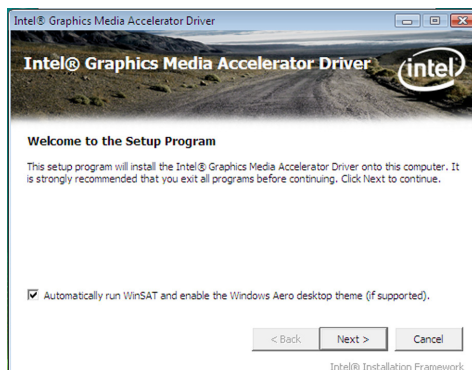 Intel® Graphics Media Accelerator Driver
Intel® Graphics Media Accelerator Driver
intel
Welcome to the Setup Program
This setup program will install the Intel® Graphics Media Accelerator Driver onto this computer. It
is strongly recommended that you exit all programs before continuing. Click Next to continue.
Automatically run WinSAT and enable the Windows Aero desktop theme (if supported).
< Back Next > Cancel
Intel® Installation Framework